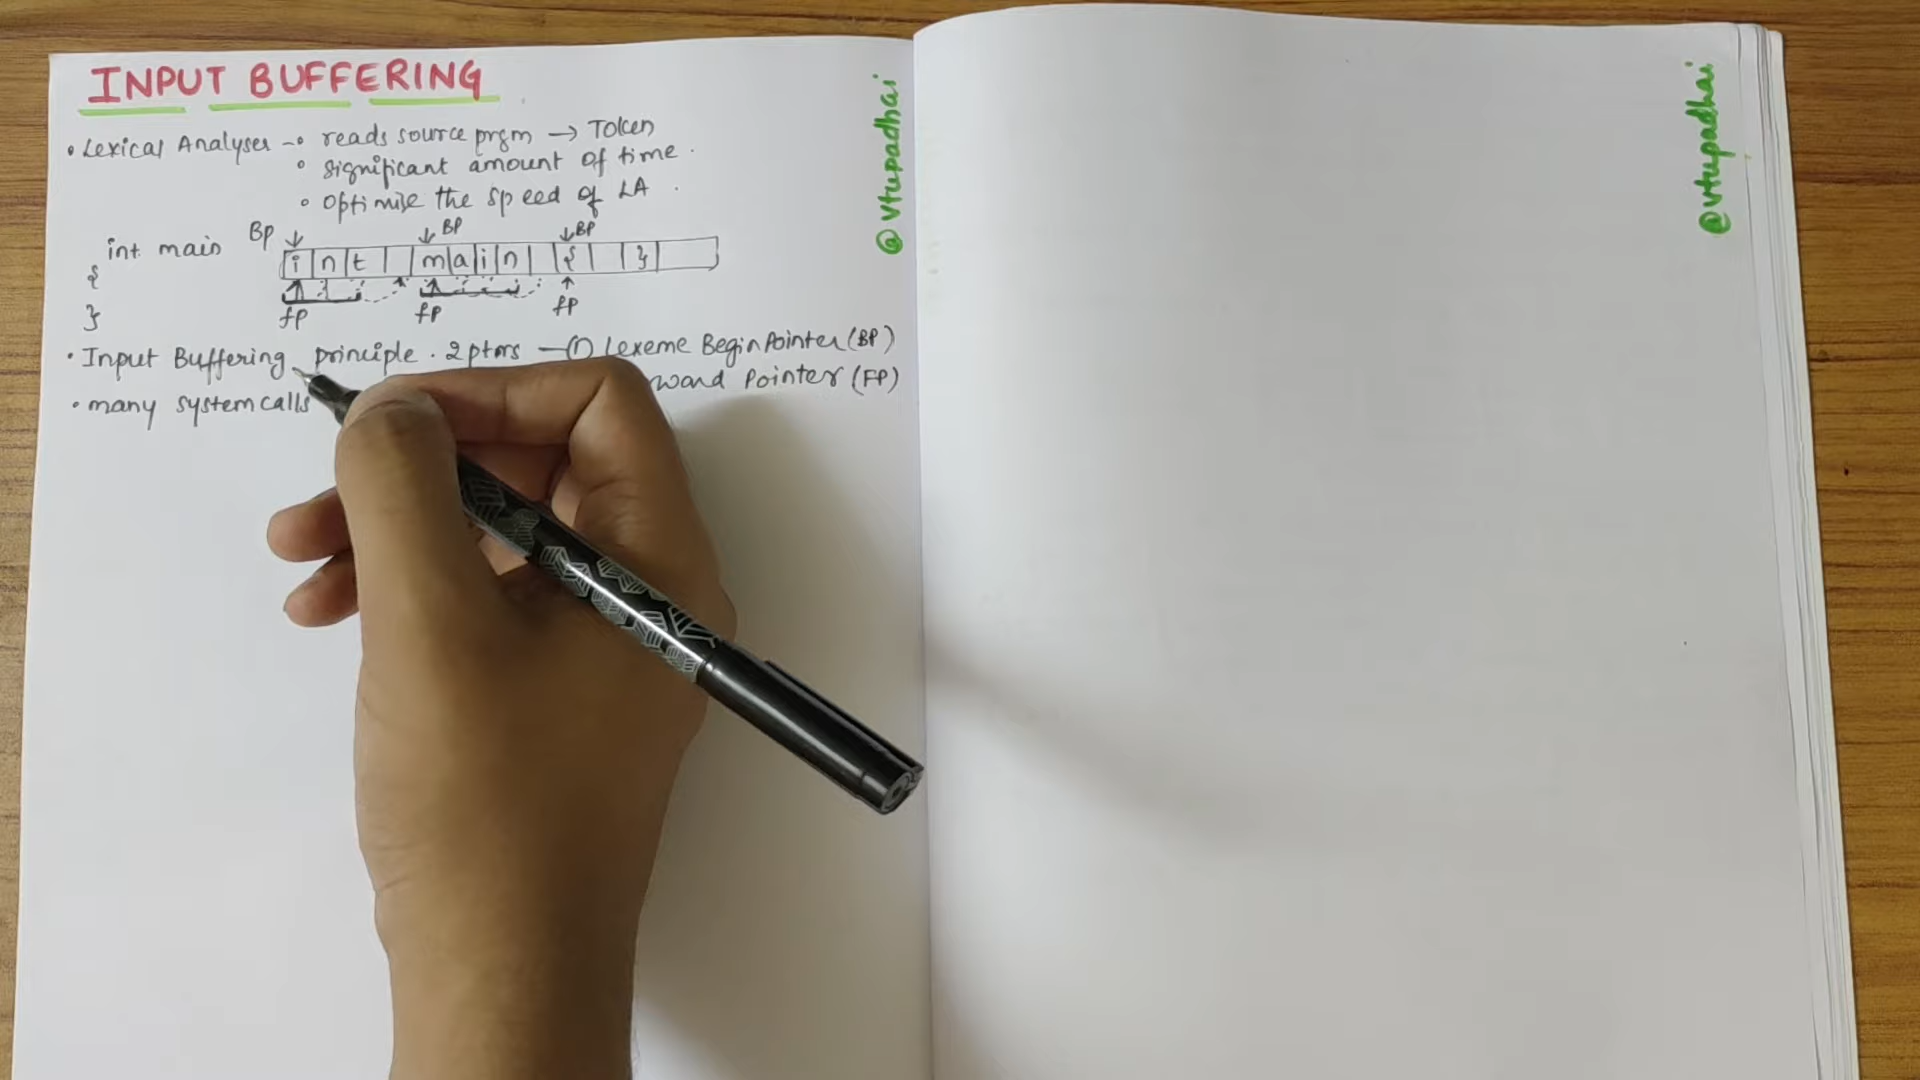 INPUT BUFFERING
• Lexical Analyser – ∘ reads source prgm → Token
∘ significant amount of time.
∘ optimise the speed of LA.
Bp ↓ ↓ BP ↓ BP
int main
i n t m a i n { }
{
}
fp fp fp
• Input Buffering principle. 2 ptrs — ① Lexeme Begin Pointer (BP)
Pointer (FP)
• many system calls
@vtupadhai
@vtupadhai